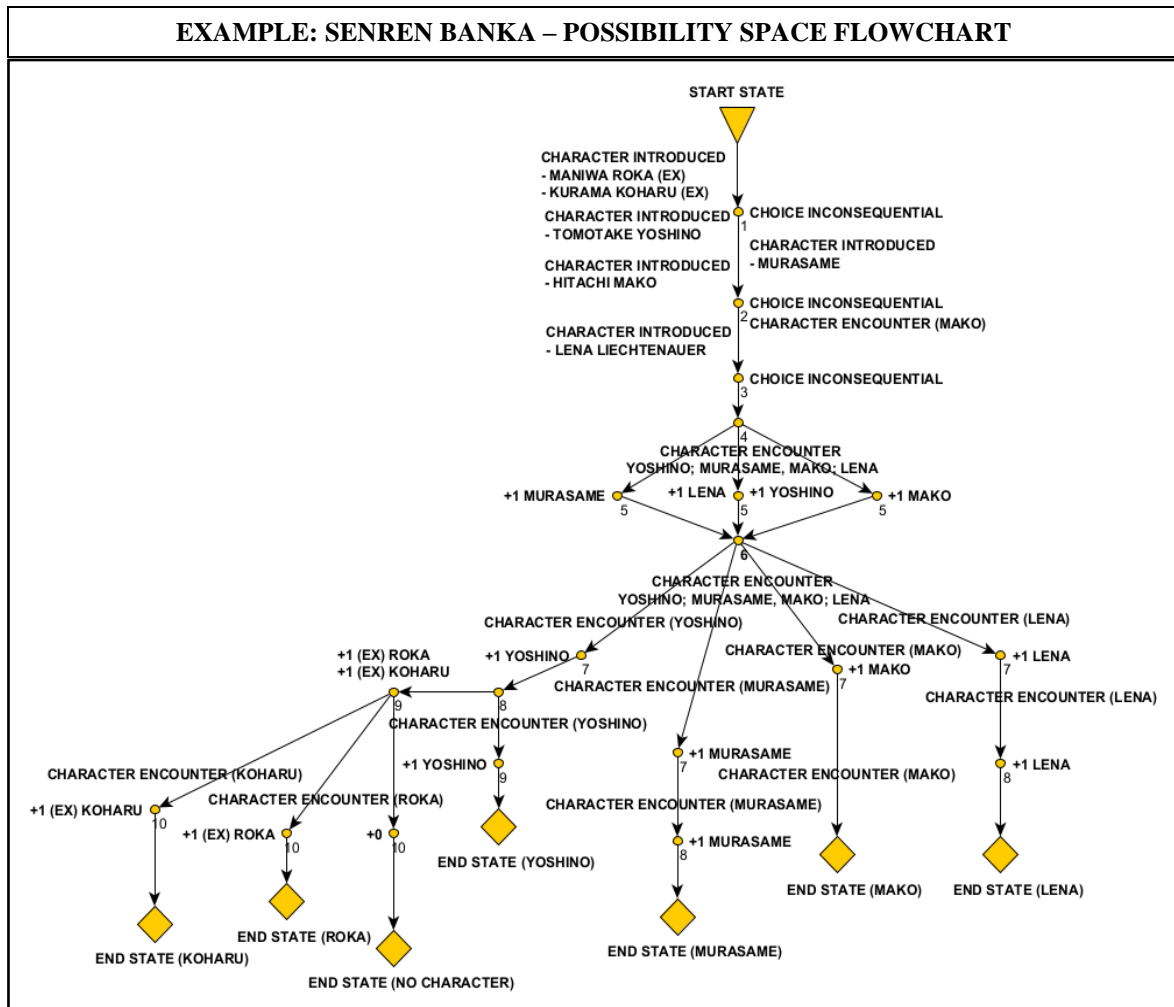 EXAMPLE: SENREN BANKA – POSSIBILITY SPACE FLOWCHART
START STATE
CHARACTER INTRODUCED
- MANIWA ROKA (EX)
- KURAMA KOHARU (EX)
CHOICE INCONSEQUENTIAL
1
CHARACTER INTRODUCED
- TOMOTAKE YOSHINO
CHARACTER INTRODUCED
- MURASAME
CHARACTER INTRODUCED
- HITACHI MAKO
CHOICE INCONSEQUENTIAL
2
CHARACTER ENCOUNTER (MAKO)
CHARACTER INTRODUCED
- LENA LIECHTENAUER
CHOICE INCONSEQUENTIAL
3
4
CHARACTER ENCOUNTER
YOSHINO; MURASAME, MAKO; LENA
+1 MURASAME
5
+1 LENA
+1 YOSHINO
5
+1 MAKO
5
6
CHARACTER ENCOUNTER
YOSHINO; MURASAME, MAKO; LENA
CHARACTER ENCOUNTER (YOSHINO)
CHARACTER ENCOUNTER (LENA)
CHARACTER ENCOUNTER (MAKO)
+1 YOSHINO
7
+1 LENA
7
+1 MAKO
7
+1 (EX) ROKA
+1 (EX) KOHARU
9
8
CHARACTER ENCOUNTER (MURASAME)
CHARACTER ENCOUNTER (LENA)
CHARACTER ENCOUNTER (YOSHINO)
+1 MURASAME
7
+1 YOSHINO
9
+1 LENA
8
CHARACTER ENCOUNTER (KOHARU)
CHARACTER ENCOUNTER (MAKO)
CHARACTER ENCOUNTER (ROKA)
CHARACTER ENCOUNTER (MURASAME)
+1 (EX) KOHARU
10
+1 (EX) ROKA
10
+0
10
+1 MURASAME
8
END STATE (YOSHINO)
END STATE (MAKO)
END STATE (LENA)
END STATE (ROKA)
END STATE (MURASAME)
END STATE (KOHARU)
END STATE (NO CHARACTER)